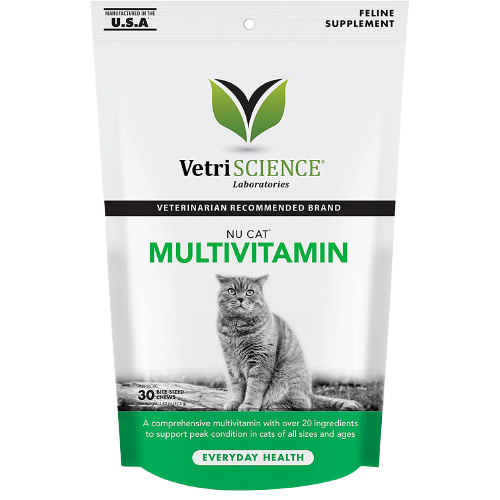 MANUFACTURED IN THE
U.S.A
FELINE
SUPPLEMENT
VetriSCIENCE®
Laboratories
VETERINARIAN RECOMMENDED BRAND
NU CAT™
MULTIVITAMIN
30 BITE-SIZED
CHEWS
A comprehensive multivitamin with over 20 ingredients
to support peak condition in cats of all sizes and ages
EVERYDAY HEALTH